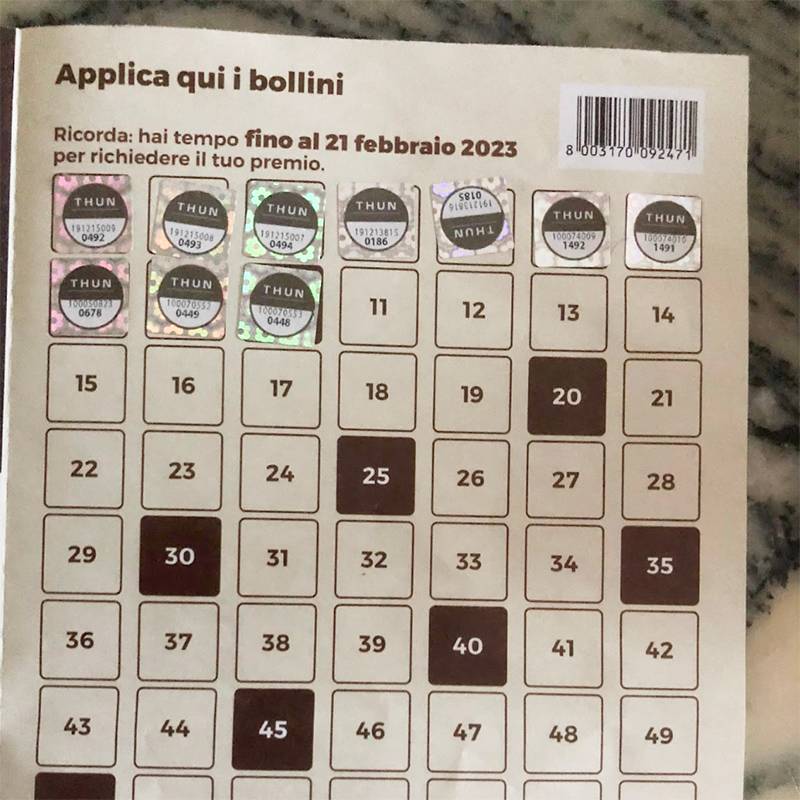 Applica qui i bollini
Ricorda: hai tempo fino al 21 febbraio 2023
per richiedere il tuo premio.
8 003170 092471
THUN
191215009
0492
THUN
191215008
0493
THUN
191215007
0494
THUN
191213815
0186
THUN
191213816
0185
THUN
100074009
1492
THUN
100074010
1491
THUN
100050823
0678
THUN
100070553
0449
THUN
100070553
0448
11 12 13 14
15 16 17 18 19 20 21
22 23 24 25 26 27 28
29 30 31 32 33 34 35
36 37 38 39 40 41 42
43 44 45 46 47 48 49